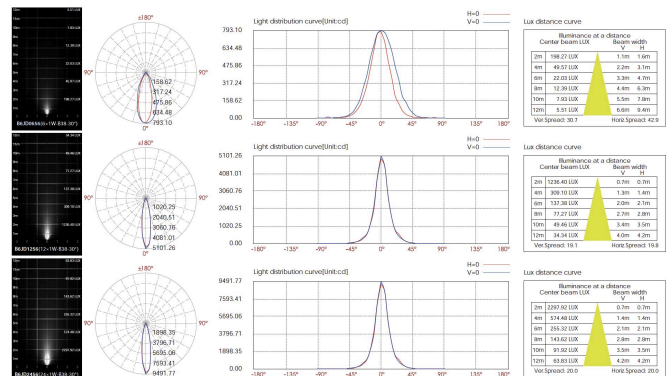 ±180°
90°
90°
158.62
317.24
475.86
634.48
793.10
0°
B6JD0656(6×1W-B38-30°)
Light distribution curve[Unit:cd]
H=0
V=0
793.10
634.48
475.86
317.24
158.62
0.00
-180° -135° -90° -45° 0° 45° 90° 135° 180°
Lux distance curve
Illuminance at a distance
Center beam LUX Beam width
V H
2m 198.27 LUX 1.1m 1.6m
4m 49.57 LUX 2.2m 3.1m
6m 22.03 LUX 3.3m 4.7m
8m 12.39 LUX 4.4m 6.3m
10m 7.93 LUX 5.5m 7.8m
12m 5.51 LUX 6.6m 9.4m
Ver.Spread: 30.7 Horiz.Spread: 42.9
±180°
90°
90°
1020.25
2040.51
3060.76
4081.01
5101.26
0°
B6JD1256(12×1W-B38-30°)
Light distribution curve[Unit:cd]
H=0
V=0
5101.26
4081.01
3060.76
2040.51
1020.25
0.00
-180° -135° -90° -45° 0° 45° 90° 135° 180°
Lux distance curve
Illuminance at a distance
Center beam LUX Beam width
V H
2m 1236.40 LUX 0.7m 0.7m
4m 309.10 LUX 1.3m 1.4m
6m 137.38 LUX 2.0m 2.1m
8m 77.27 LUX 2.7m 2.8m
10m 49.46 LUX 3.4m 3.5m
12m 34.34 LUX 4.0m 4.2m
Ver.Spread: 19.1 Horiz.Spread: 19.8
±180°
90°
90°
1898.35
3796.71
5695.06
7593.41
9491.77
0°
Light distribution curve[Unit:cd]
H=0
V=0
9491.77
7593.41
5695.06
3796.71
1898.35
0.00
-180° -135° -90° -45° 0° 45° 90° 135° 180°
Lux distance curve
Illuminance at a distance
Center beam LUX Beam width
V H
2m 2297.92 LUX 0.7m 0.7m
4m 574.48 LUX 1.4m 1.4m
6m 255.32 LUX 2.1m 2.1m
8m 143.62 LUX 2.8m 2.8m
10m 91.92 LUX 3.5m 3.5m
12m 63.83 LUX 4.2m 4.2m
Ver.Spread: 20.0 Horiz.Spread: 20.0